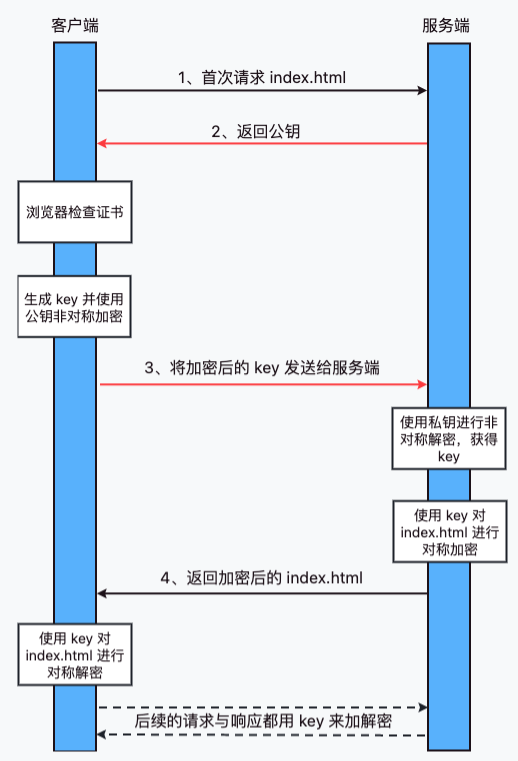 客户端
服务端
1、首次请求 index.html
2、返回公钥
浏览器检查证书
生成 key 并使用
公钥非对称加密
3、将加密后的 key 发送给服务端
使用私钥进行非
对称解密，获得
key
使用 key 对
index.html 进行
对称加密
4、返回加密后的 index.html
使用 key 对
index.html 进行
对称解密
后续的请求与响应都用 key 来加解密